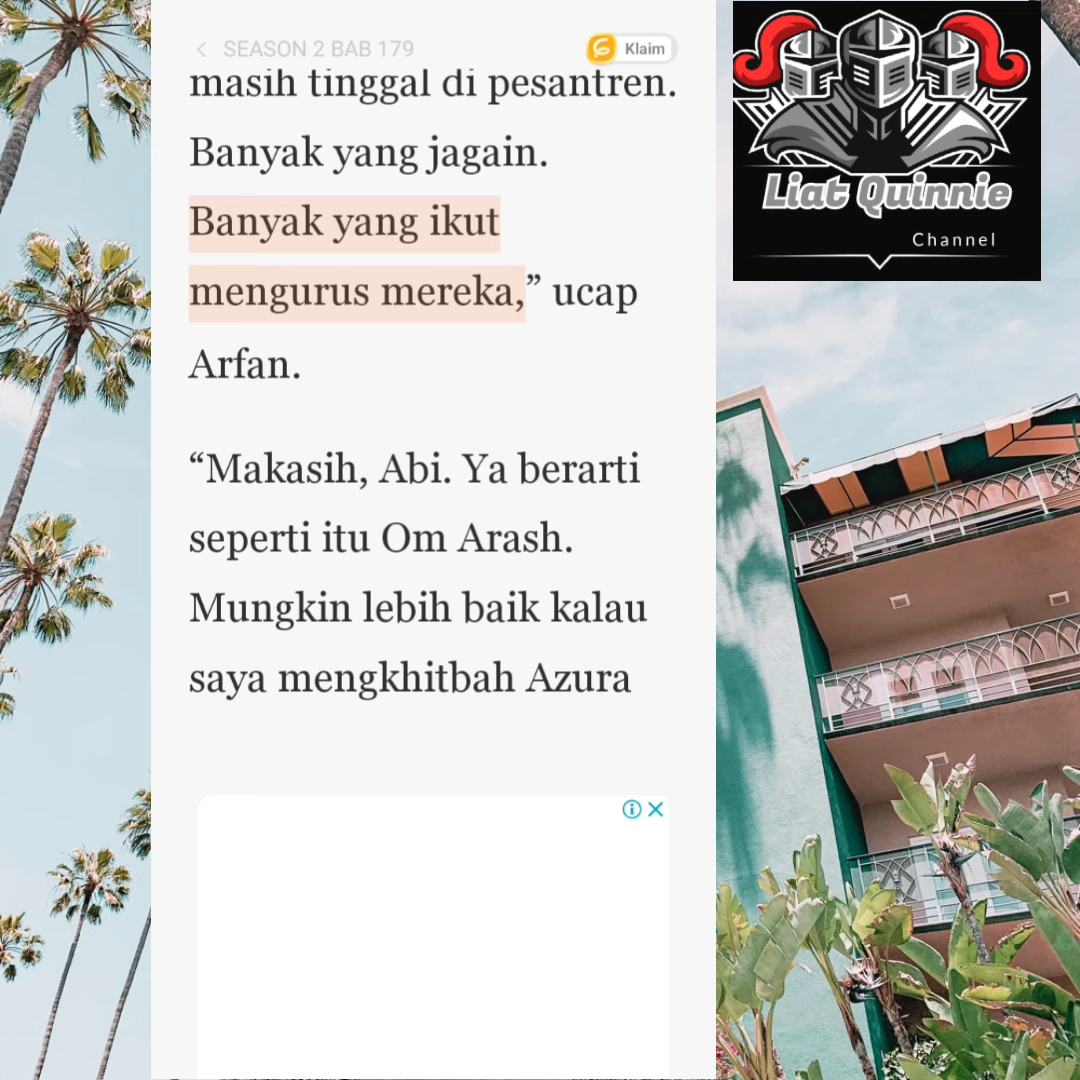 SEASON 2 BAB 179
Klaim
masih tinggal di pesantren.
Banyak yang jagain.
Banyak yang ikut
mengurus mereka,” ucap
Arfan.
“Makasih, Abi. Ya berarti
seperti itu Om Arash.
Mungkin lebih baik kalau
saya mengkhitbah Azura
Liat Quinnie
Channel